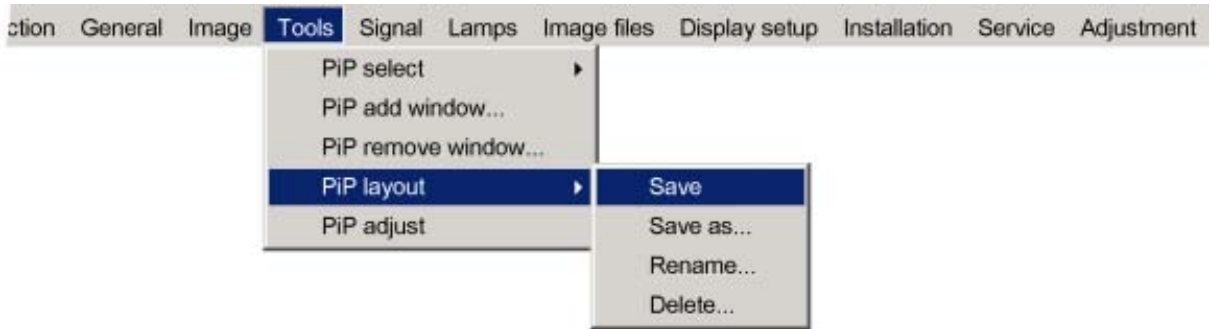 ction General Image Tools Signal Lamps Image files Display setup Installation Service Adjustment
PiP select
PiP add window...
PiP remove window...
PiP layout
PiP adjust
Save
Save as...
Rename...
Delete...